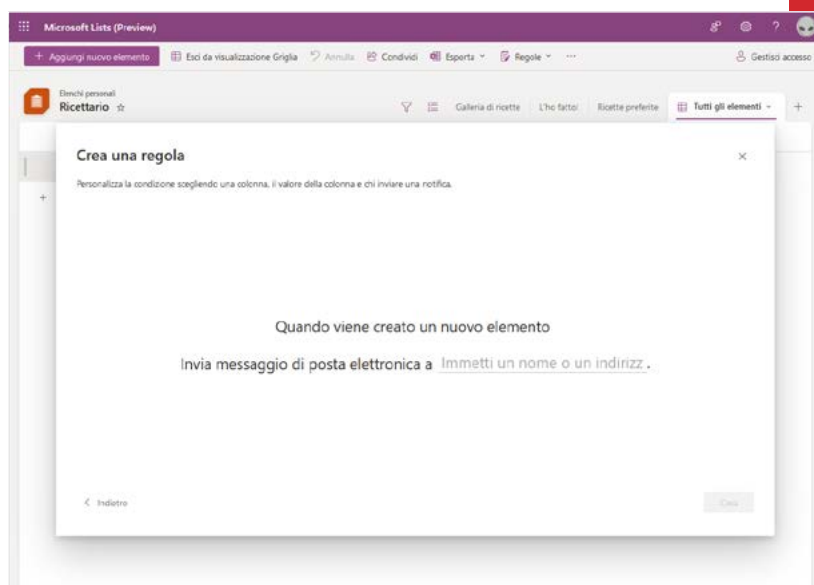 Microsoft Lists (Preview)
?
+ Aggiungi nuovo elemento Esci da visualizzazione Griglia Annulla Condividi Esporta Regole ... Gestisci accesso
Elenchi personali
Ricettario
Galleria di ricette L'ho fatto! Ricette preferite Tutti gli elementi +
Crea una regola
Personalizza la condizione scegliendo una colonna, il valore della colonna e chi inviare una notifica.
+
Quando viene creato un nuovo elemento
Invia messaggio di posta elettronica a Immetti un nome o un indirizz .
Indietro
Crea